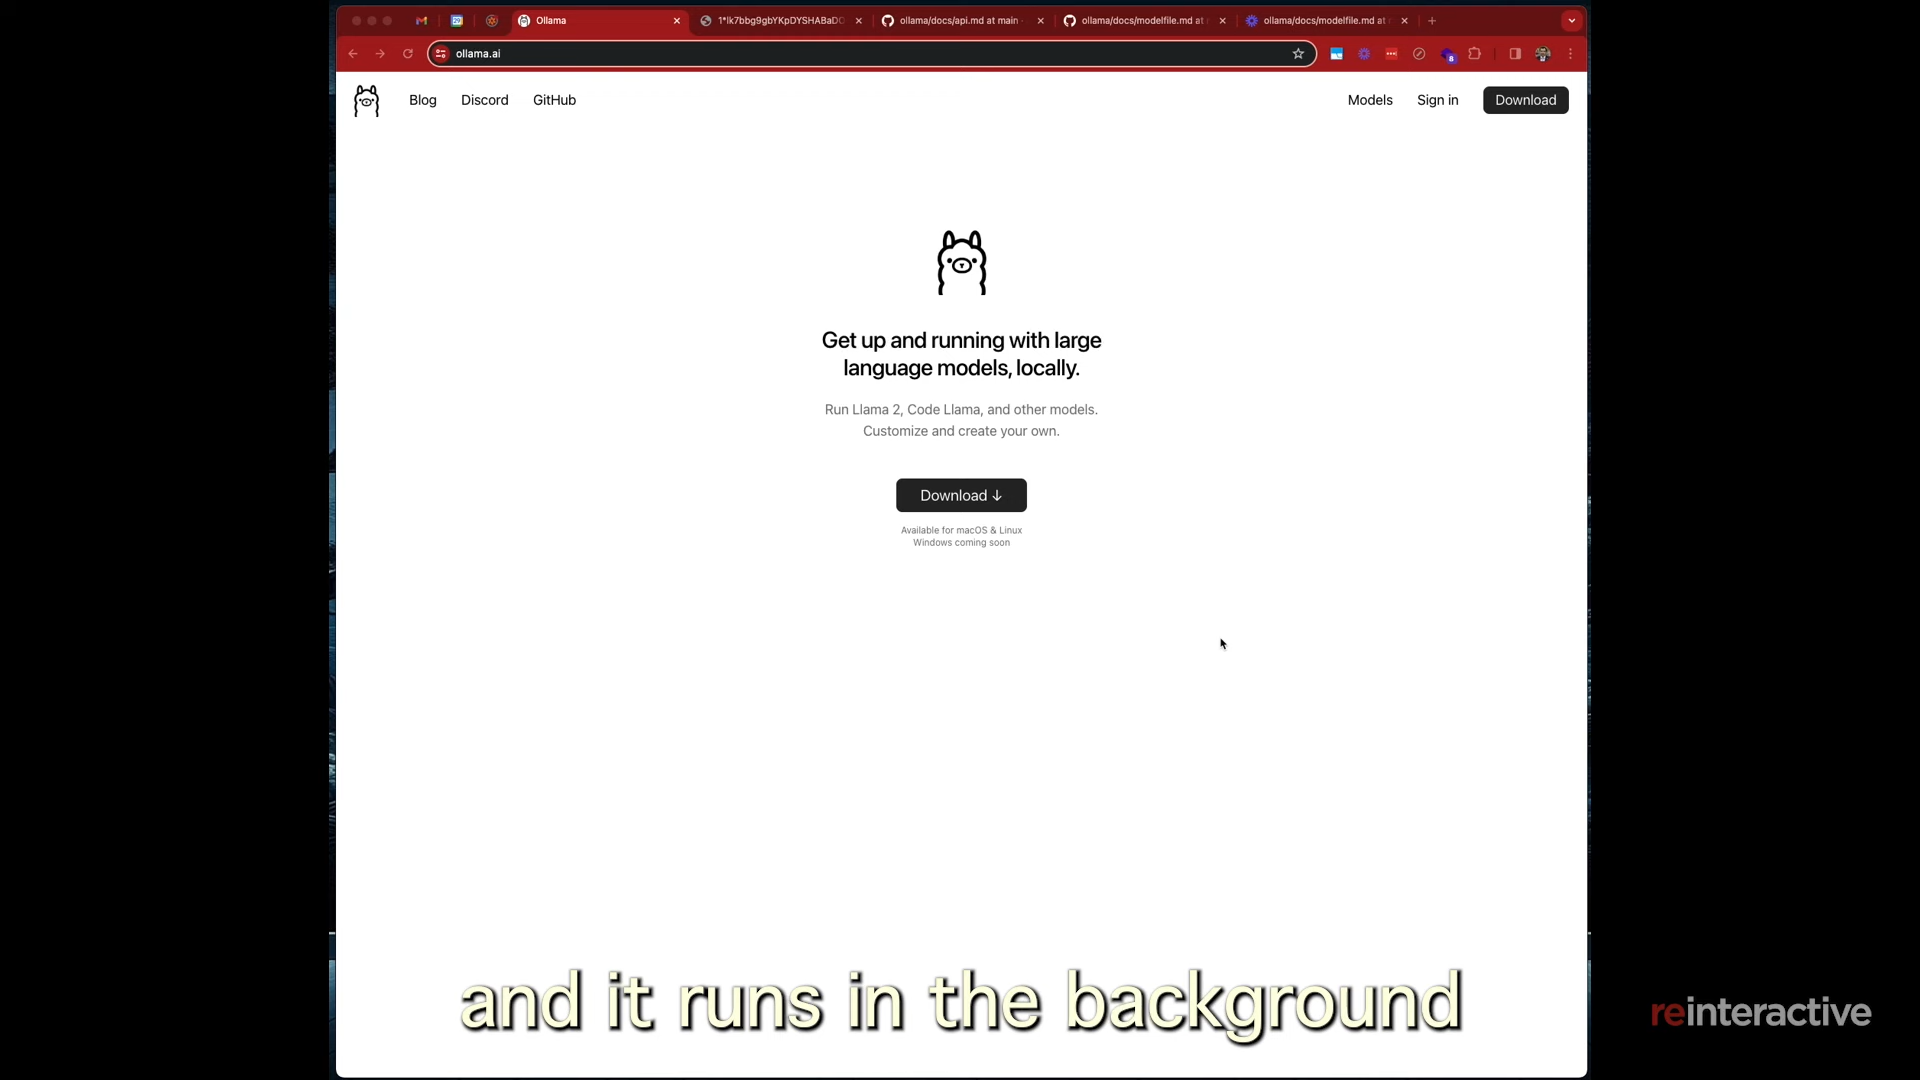 Ollama
1*lk7bbg9gbYKpDYSHABaDC
ollama/docs/api.md at main
ollama/docs/modelfile.md at
ollama/docs/modelfile.md at
ollama.ai
8
Blog
Discord
GitHub
Models
Sign in
Download
Get up and running with large
language models, locally.
Run Llama 2, Code Llama, and other models.
Customize and create your own.
Download ↓
Available for macOS & Linux
Windows coming soon
and it runs in the background
reinteractive